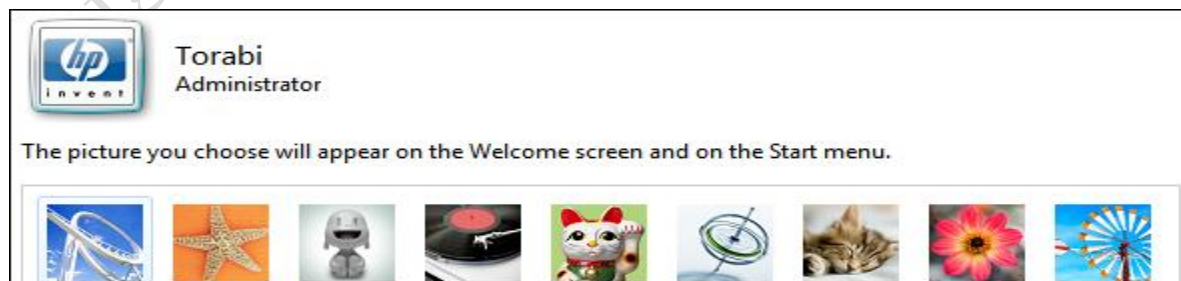 hp
invent
Torabi
Administrator
The picture you choose will appear on the Welcome screen and on the Start menu.